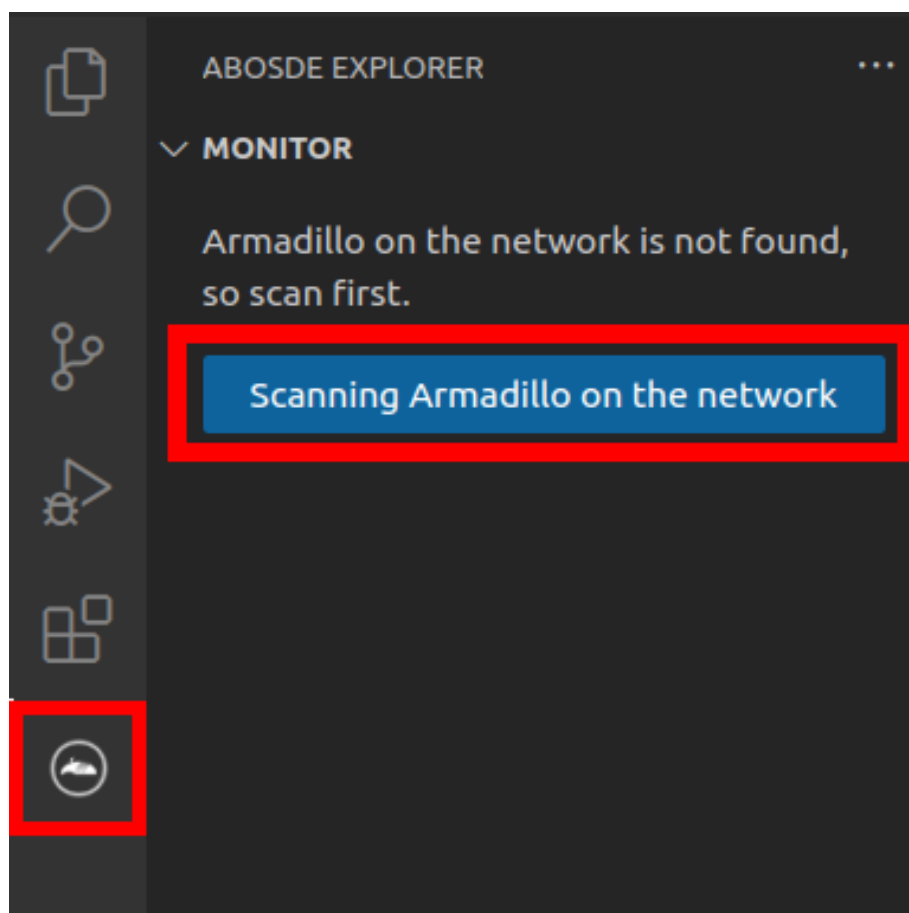 ABOSDE EXPLORER
MONITOR
Armadillo on the network is not found,
so scan first.
Scanning Armadillo on the network